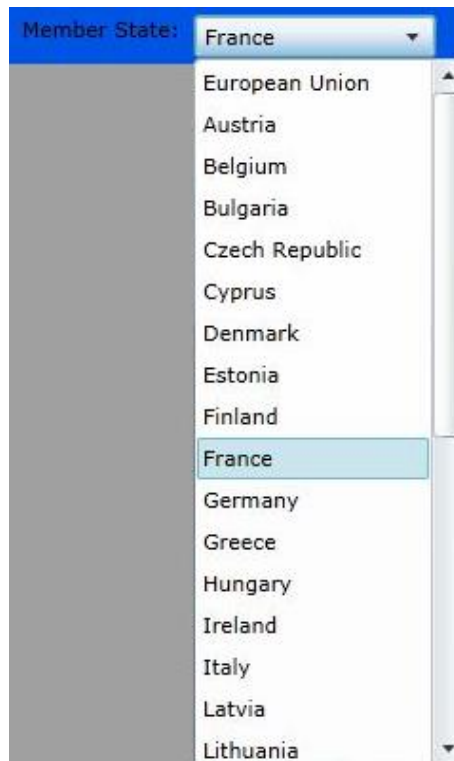 Member State: France
European Union
Austria
Belgium
Bulgaria
Czech Republic
Cyprus
Denmark
Estonia
Finland
France
Germany
Greece
Hungary
Ireland
Italy
Latvia
Lithuania